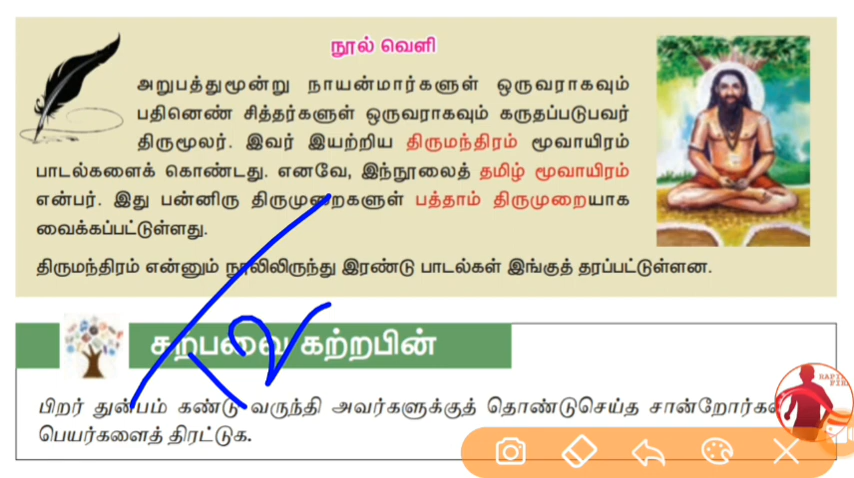 நூல் வெளி
அறுபத்துமூன்று நாயன்மார்களுள் ஒருவராகவும்
பதினெண் சித்தர்களுள் ஒருவராகவும் கருதப்படுபவர்
திருமூலர். இவர் இயற்றிய திருமந்திரம் மூவாயிரம்
பாடல்களைக் கொண்டது. எனவே, இந்நூலைத் தமிழ் மூவாயிரம்
என்பர். இது பன்னிரு திருமுறைகளுள் பத்தாம் திருமுறையாக
வைக்கப்பட்டுள்ளது.
திருமந்திரம் என்னும் நூலிலிருந்து இரண்டு பாடல்கள் இங்குத் தரப்பட்டுள்ளன.
கற்பவை கற்றபின்
பிறர் துன்பம் கண்டு வருந்தி அவர்களுக்குத் தொண்டுசெய்த
பெயர்களைத் திரட்டுக.